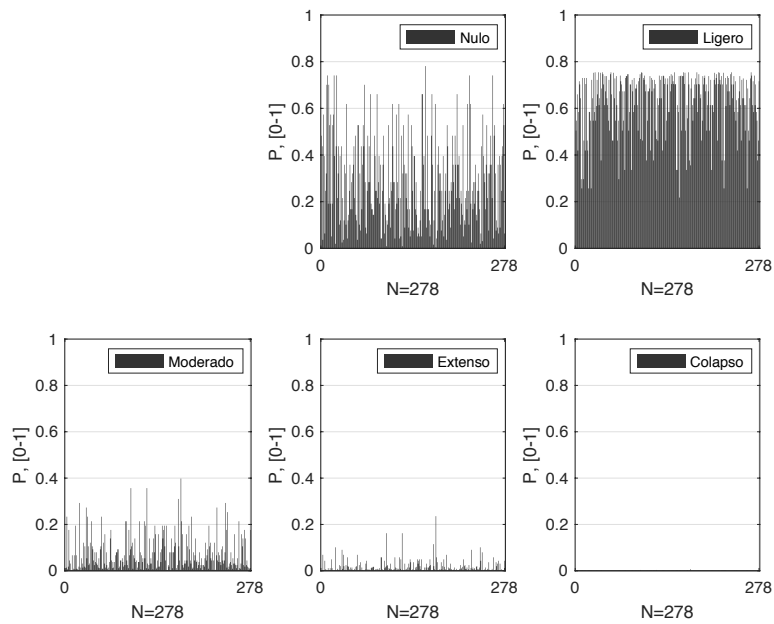 Nulo
1
0.8
0.6
0.4
0.2
0
P, [0-1]
0
278
N=278
Ligero
1
0.8
0.6
0.4
0.2
0
P, [0-1]
0
278
N=278
Moderado
1
0.8
0.6
0.4
0.2
0
P, [0-1]
0
278
N=278
Extenso
1
0.8
0.6
0.4
0.2
0
P, [0-1]
0
278
N=278
Colapso
1
0.8
0.6
0.4
0.2
0
P, [0-1]
0
278
N=278